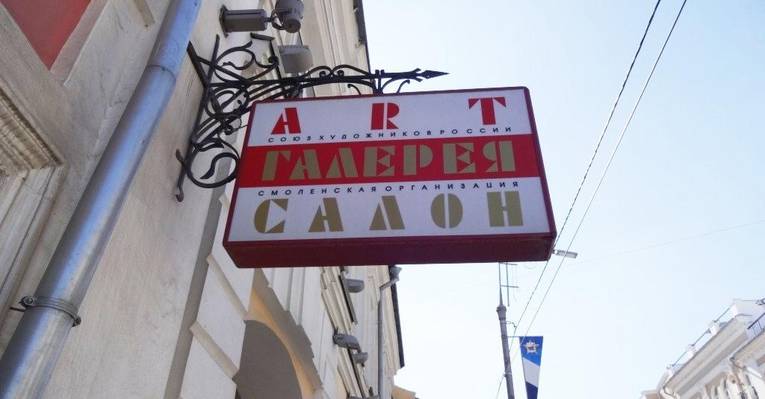 ART
СОЮЗ ХУДОЖНИКОВ РОССИИ
ГАЛЕРЕЯ
СМОЛЕНСКАЯ ОРГАНИЗАЦИЯ
САЛОН